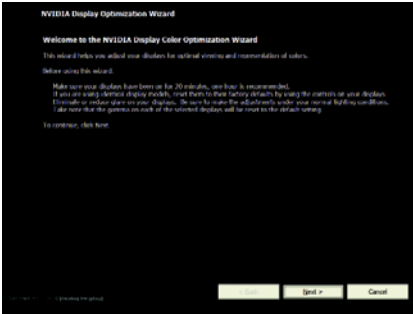 NVIDIA Display Optimization Wizard
Welcome to the NVIDIA Display Color Optimization Wizard
This wizard helps you adjust your displays for optimal viewing and representation of colors.
Before using this wizard:
Make sure your displays have been on for 20 minutes, one hour is recommended.
If you are using identical display models, reset them to their factory defaults by using the controls on your displays.
Eliminate or reduce glare on your displays. Be sure to make the adjustments under your normal lighting conditions.
Take note that the gamma on each of the selected displays will be reset to the default setting.
To continue, click Next.
< Back Next > Cancel